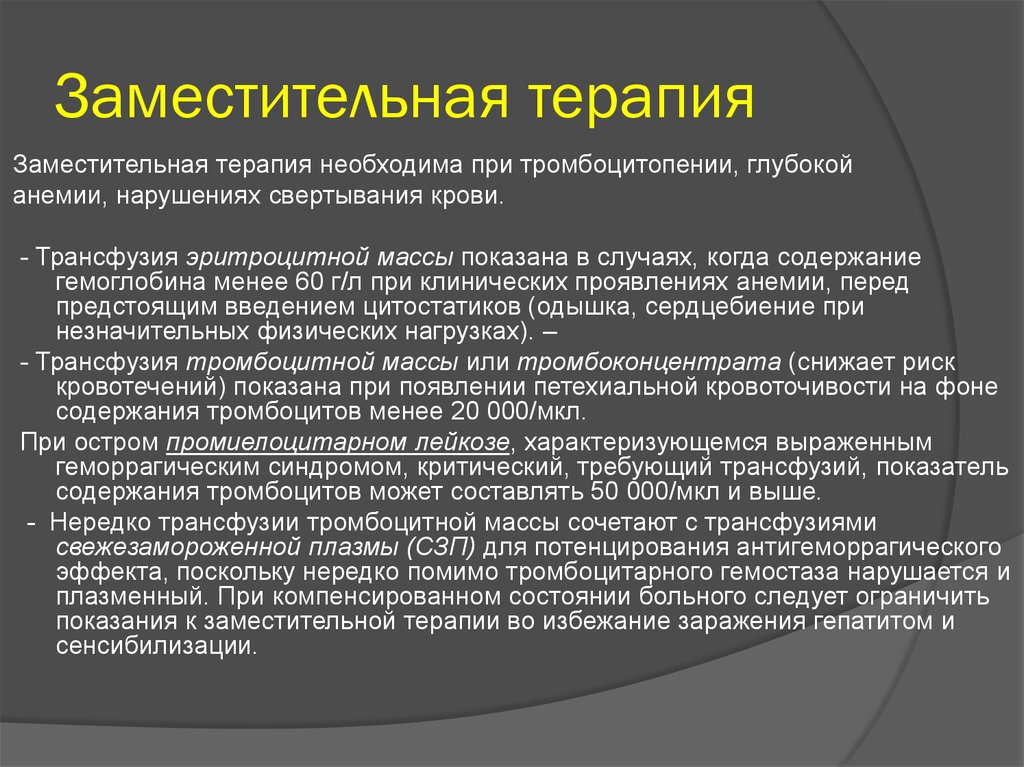 Заместительная терапия
Заместительная терапия необходима при тромбоцитопении, глубокой
анемии, нарушениях свертывания крови.
- Трансфузия эритроцитной массы показана в случаях, когда содержание
гемоглобина менее 60 г/л при клинических проявлениях анемии, перед
предстоящим введением цитостатиков (одышка, сердцебиение при
незначительных физических нагрузках). –
- Трансфузия тромбоцитной массы или тромбоконцентрата (снижает риск
кровотечений) показана при появлении петехиальной кровоточивости на фоне
содержания тромбоцитов менее 20 000/мкл.
При остром промиелоцитарном лейкозе, характеризующемся выраженным
геморрагическим синдромом, критический, требующий трансфузий, показатель
содержания тромбоцитов может составлять 50 000/мкл и выше.
- Нередко трансфузии тромбоцитной массы сочетают с трансфузиями
свежезамороженной плазмы (СЗП) для потенцирования антигеморрагического
эффекта, поскольку нередко помимо тромбоцитарного гемостаза нарушается и
плазменный. При компенсированном состоянии больного следует ограничить
показания к заместительной терапии во избежание заражения гепатитом и
сенсибилизации.